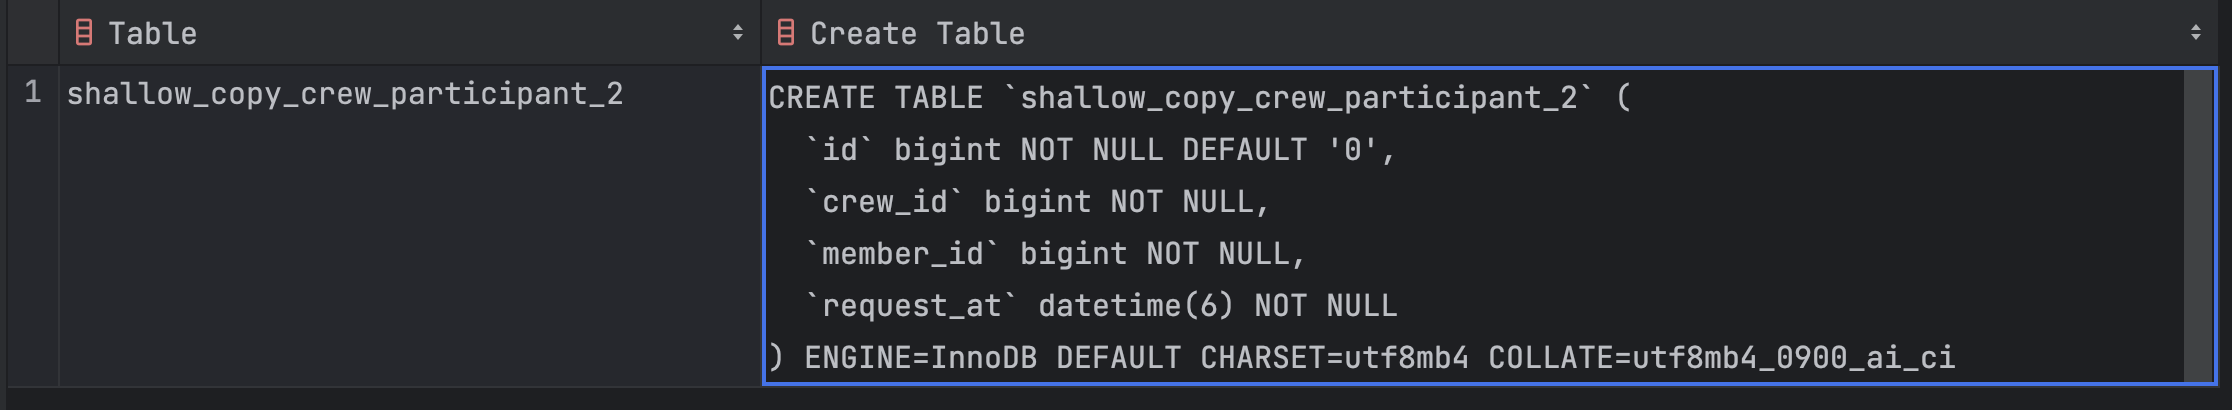 Table
Create Table
1
shallow_copy_crew_participant_2
CREATE TABLE `shallow_copy_crew_participant_2` (
  `id` bigint NOT NULL DEFAULT '0',
  `crew_id` bigint NOT NULL,
  `member_id` bigint NOT NULL,
  `request_at` datetime(6) NOT NULL
) ENGINE=InnoDB DEFAULT CHARSET=utf8mb4 COLLATE=utf8mb4_0900_ai_ci